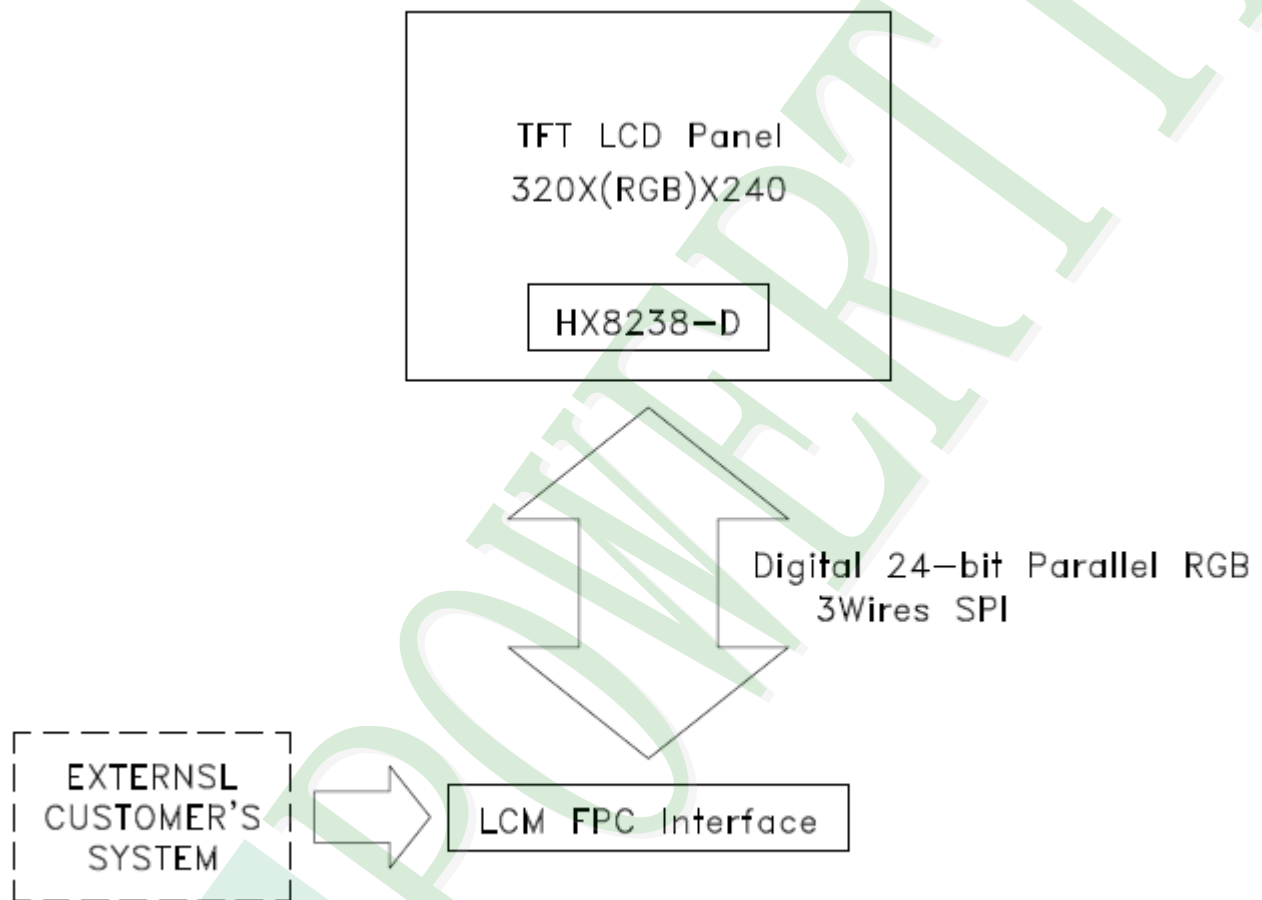 TFT LCD Panel
320X(RGB)X240
HX8238-D
Digital 24-bit Parallel RGB
3Wires SPI
EXTERNSL
CUSTOMER'S
SYSTEM
LCM FPC Interface